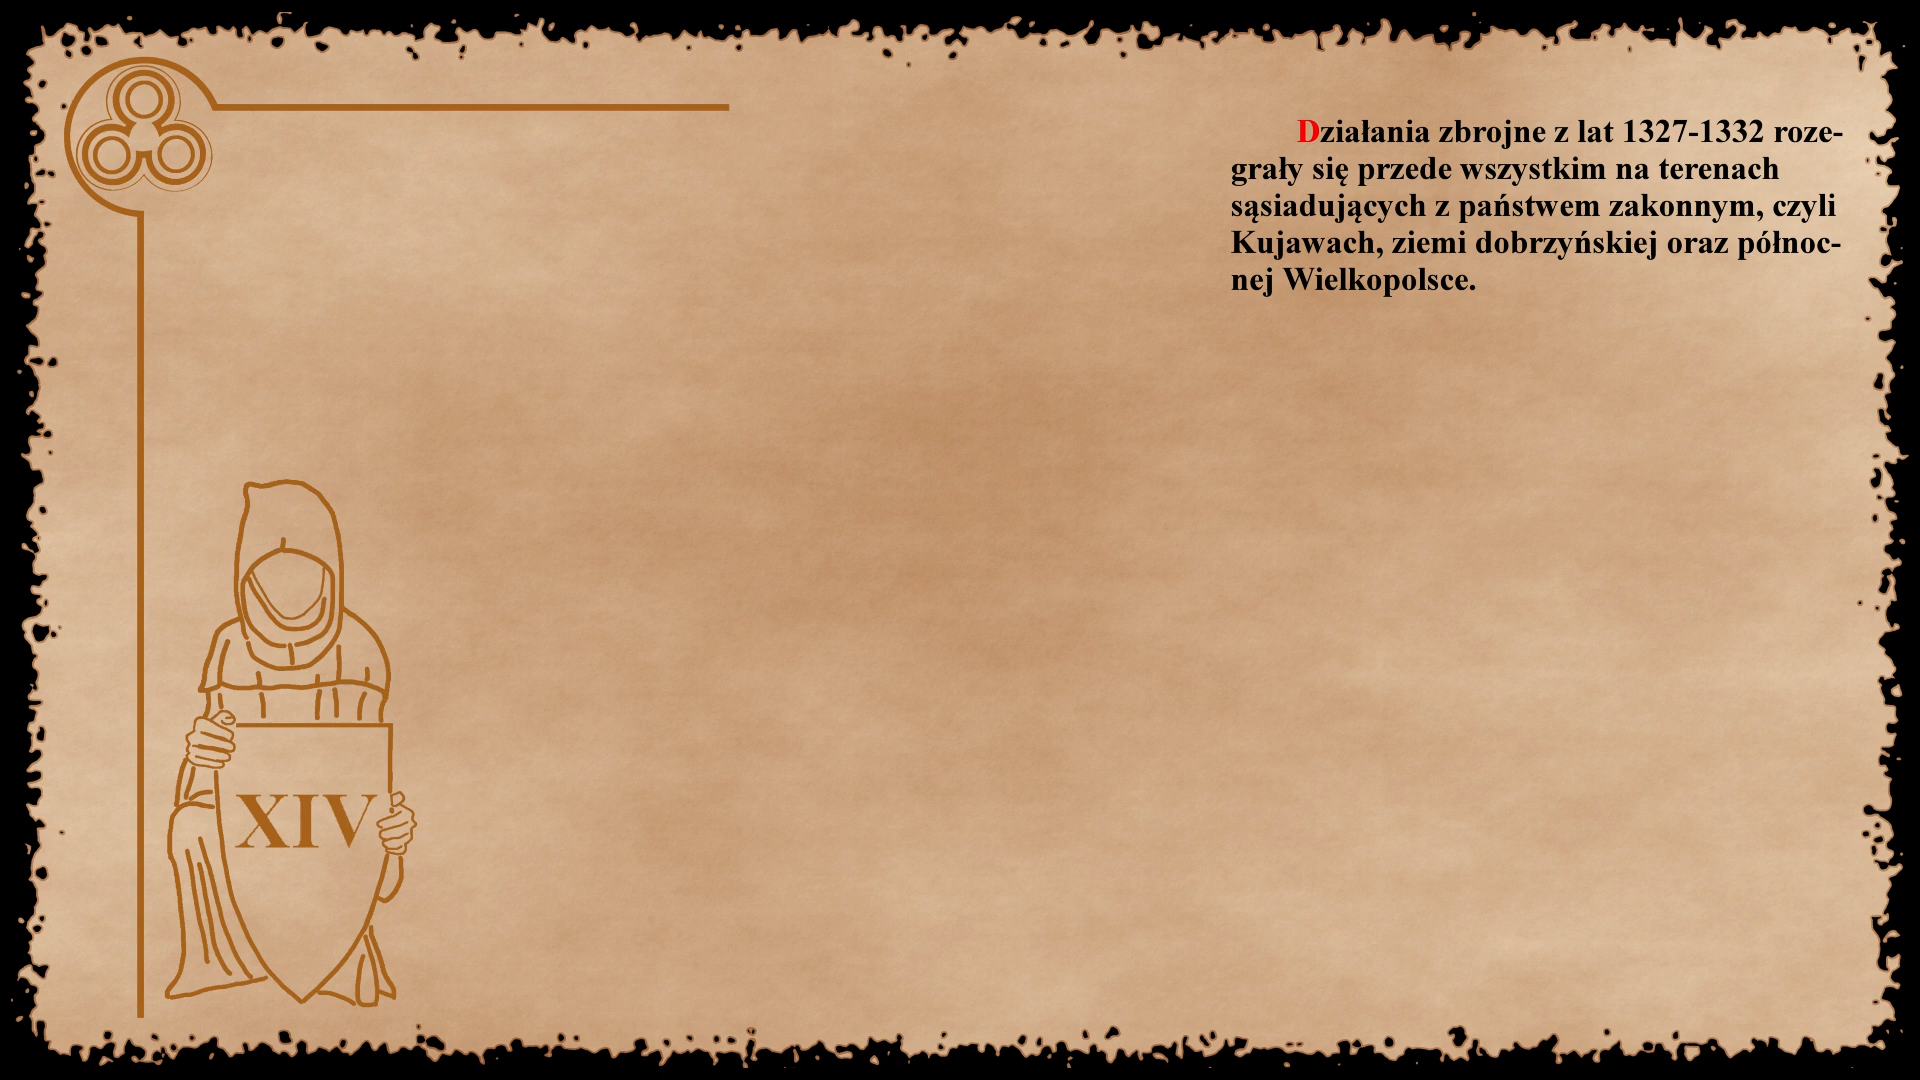 Działania zbrojne z lat 1327-1332 roze-
grały się przede wszystkim na terenach
sąsiadujących z państwem zakonnym, czyli
Kujawach, ziemi dobrzyńskiej oraz północ-
nej Wielkopolsce.
XIV